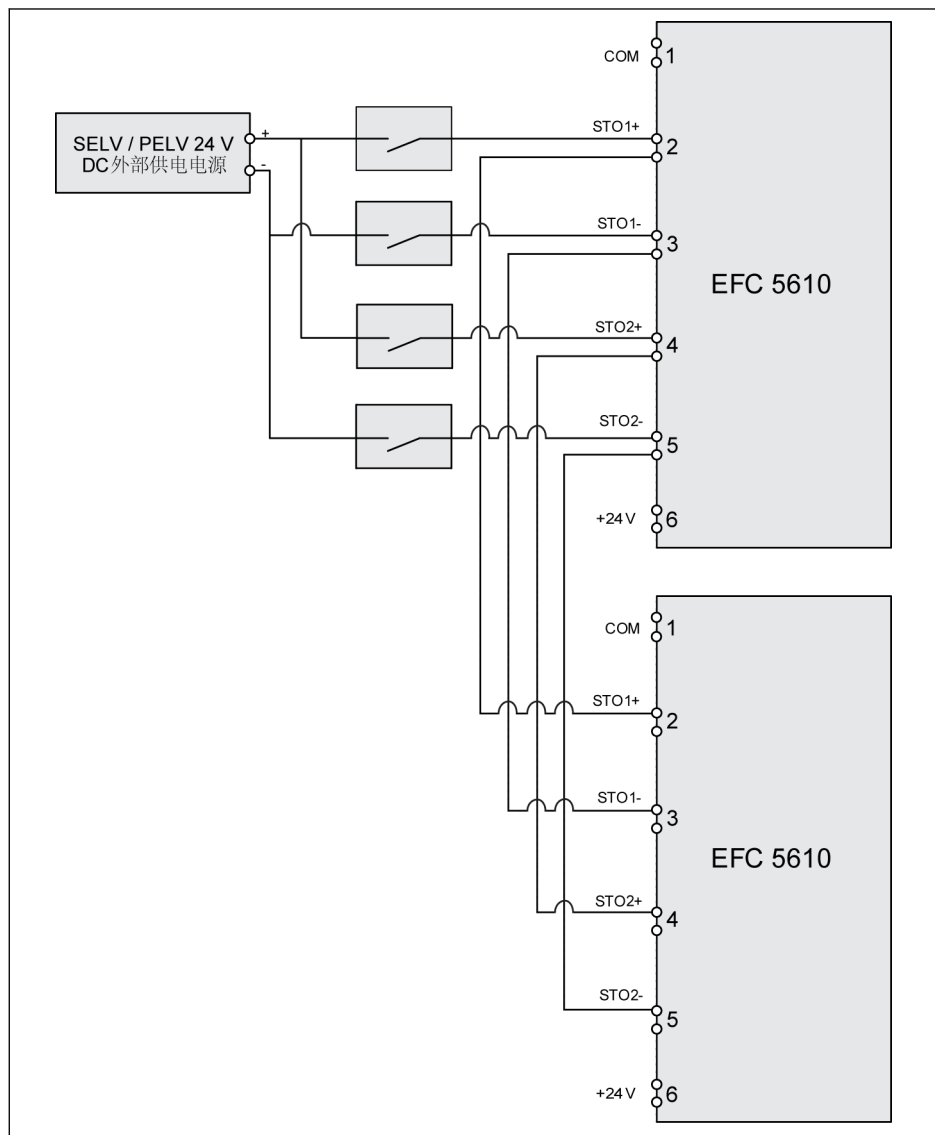 COM
1
SELV / PELV 24 V
DC外部供电电源
+
-
STO1+
2
STO1-
3
EFC 5610
STO2+
4
STO2-
5
+24 V
6
COM
1
STO1+
2
STO1-
3
EFC 5610
STO2+
4
STO2-
5
+24 V
6